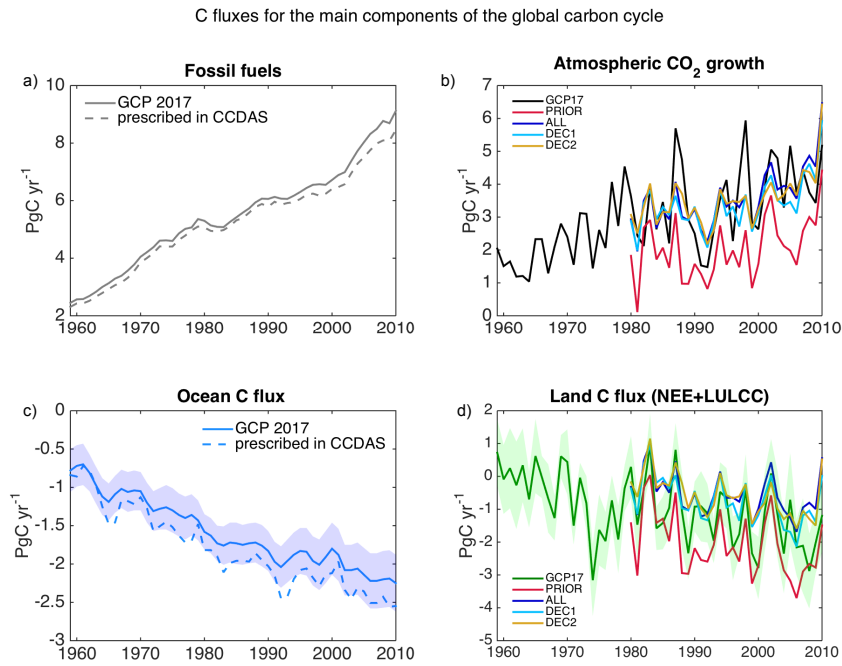 C fluxes for the main components of the global carbon cycle
a)
Fossil fuels
PgC yr-1
10
8
6
4
2
GCP 2017
prescribed in CCDAS
1960 1970 1980 1990 2000 2010
b)
Atmospheric CO2 growth
PgC yr-1
7
6
5
4
3
2
1
0
GCP17
PRIOR
ALL
DEC1
DEC2
1960 1970 1980 1990 2000 2010
c)
Ocean C flux
PgC yr-1
0
-0.5
-1
-1.5
-2
-2.5
-3
GCP 2017
prescribed in CCDAS
1960 1970 1980 1990 2000 2010
d)
Land C flux (NEE+LULCC)
PgC yr-1
2
1
0
-1
-2
-3
-4
-5
GCP17
PRIOR
ALL
DEC1
DEC2
1960 1970 1980 1990 2000 2010